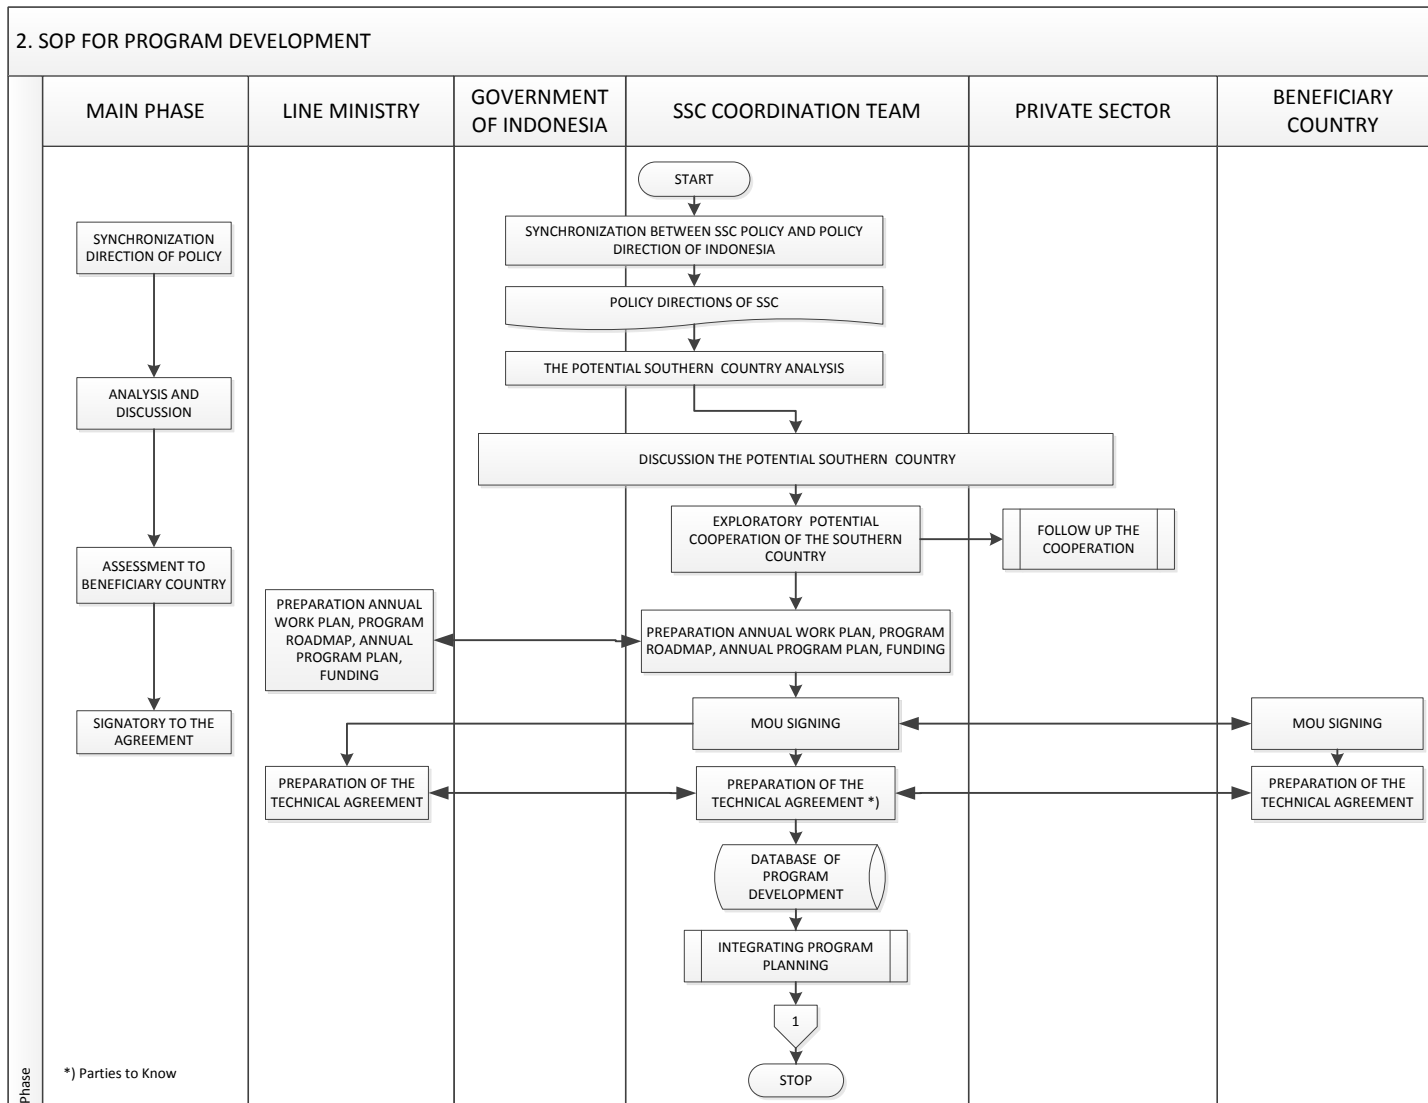 2. SOP FOR PROGRAM DEVELOPMENT
MAIN PHASE
LINE MINISTRY
GOVERNMENT
OF INDONESIA
SSC COORDINATION TEAM
PRIVATE SECTOR
BENEFICIARY
COUNTRY
START
SYNCHRONIZATION
DIRECTION OF POLICY
SYNCHRONIZATION BETWEEN SSC POLICY AND POLICY
DIRECTION OF INDONESIA
POLICY DIRECTIONS OF SSC
THE POTENTIAL SOUTHERN COUNTRY ANALYSIS
ANALYSIS AND
DISCUSSION
DISCUSSION THE POTENTIAL SOUTHERN COUNTRY
EXPLORATORY POTENTIAL
COOPERATION OF THE SOUTHERN
COUNTRY
FOLLOW UP THE
COOPERATION
ASSESSMENT TO
BENEFICIARY COUNTRY
PREPARATION ANNUAL
WORK PLAN, PROGRAM
ROADMAP, ANNUAL
PROGRAM PLAN,
FUNDING
PREPARATION ANNUAL WORK PLAN, PROGRAM
ROADMAP, ANNUAL PROGRAM PLAN, FUNDING
SIGNATORY TO THE
AGREEMENT
MOU SIGNING
MOU SIGNING
PREPARATION OF THE
TECHNICAL AGREEMENT
PREPARATION OF THE
TECHNICAL AGREEMENT *)
PREPARATION OF THE
TECHNICAL AGREEMENT
DATABASE OF
PROGRAM
DEVELOPMENT
INTEGRATING PROGRAM
PLANNING
1
STOP
*) Parties to Know
Phase